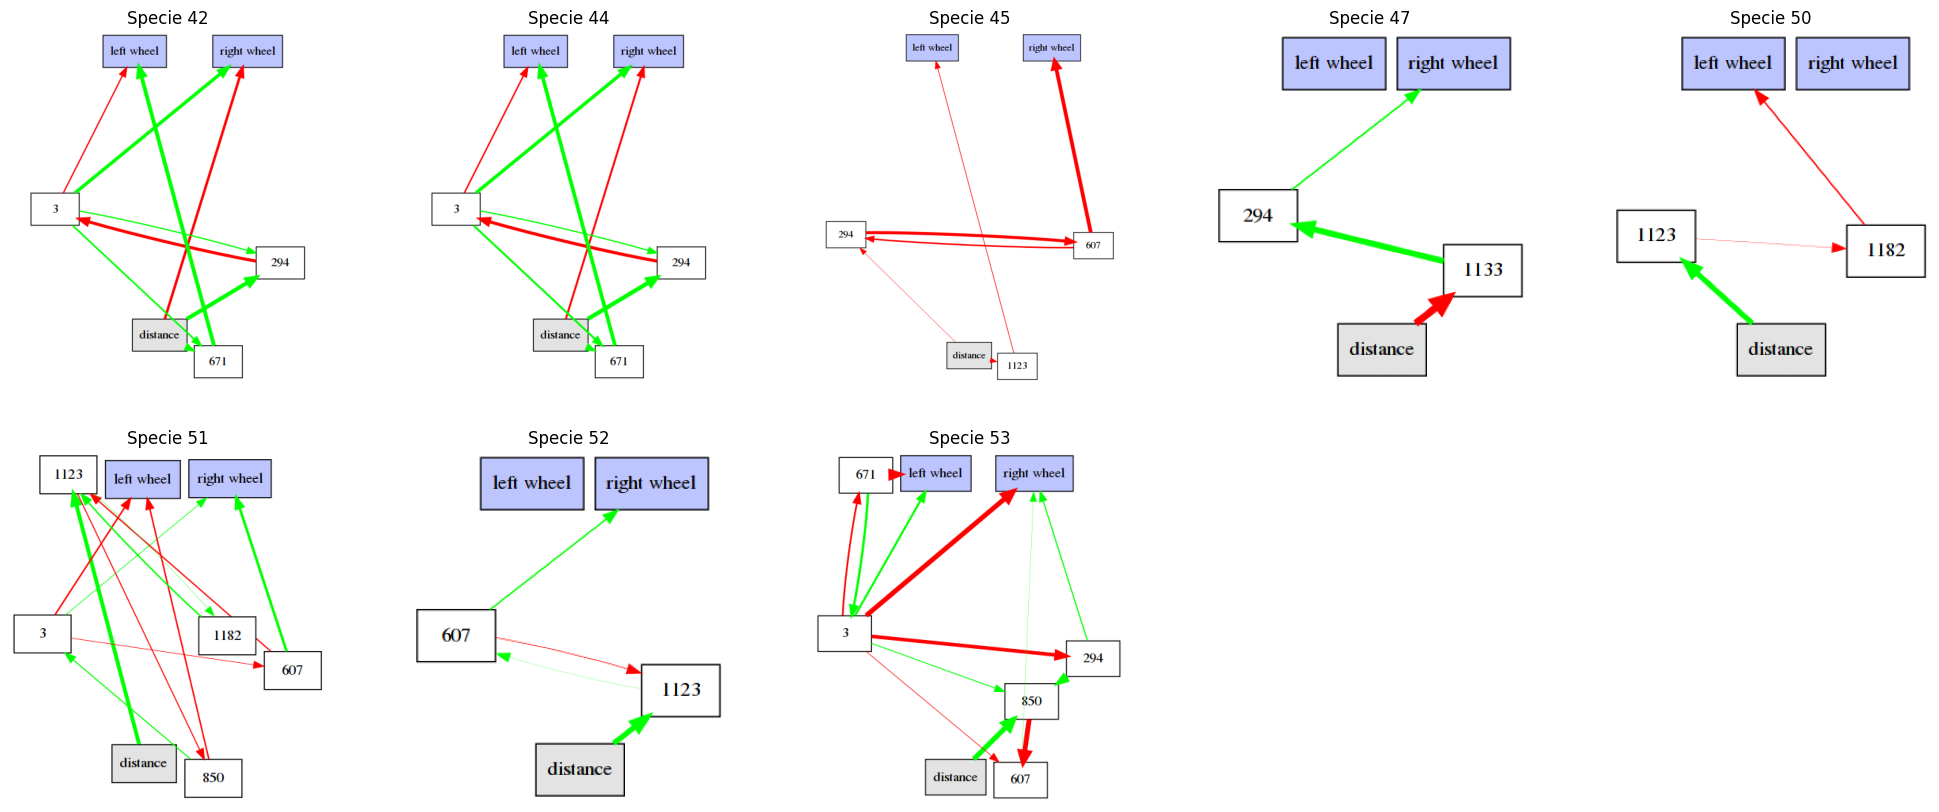 Specie 42
left wheel
right wheel
3
294
distance
671
Specie 44
left wheel
right wheel
3
294
distance
671
Specie 45
left wheel
right wheel
294
607
distance
1123
Specie 47
left wheel
right wheel
294
1133
distance
Specie 50
left wheel
right wheel
1123
1182
distance
Specie 51
1123
left wheel
right wheel
3
1182
607
distance
850
Specie 52
left wheel
right wheel
607
1123
distance
Specie 53
671
left wheel
right wheel
3
294
850
distance
607